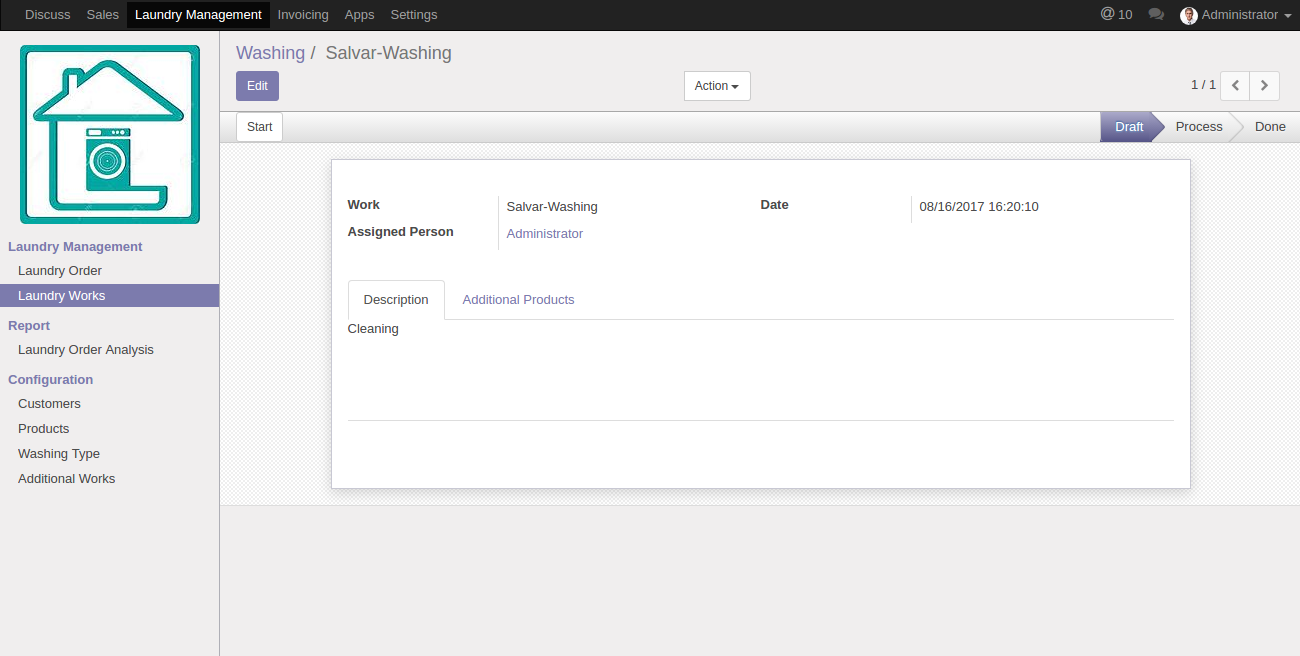 Discuss Sales Laundry Management Invoicing Apps Settings @ 10 Administrator
Washing / Salvar-Washing
Edit Action 1 / 1
Start Draft Process Done
Work Salvar-Washing Date 08/16/2017 16:20:10
Assigned Person Administrator
Description Additional Products
Cleaning
Laundry Management
Laundry Order
Laundry Works
Report
Laundry Order Analysis
Configuration
Customers
Products
Washing Type
Additional Works